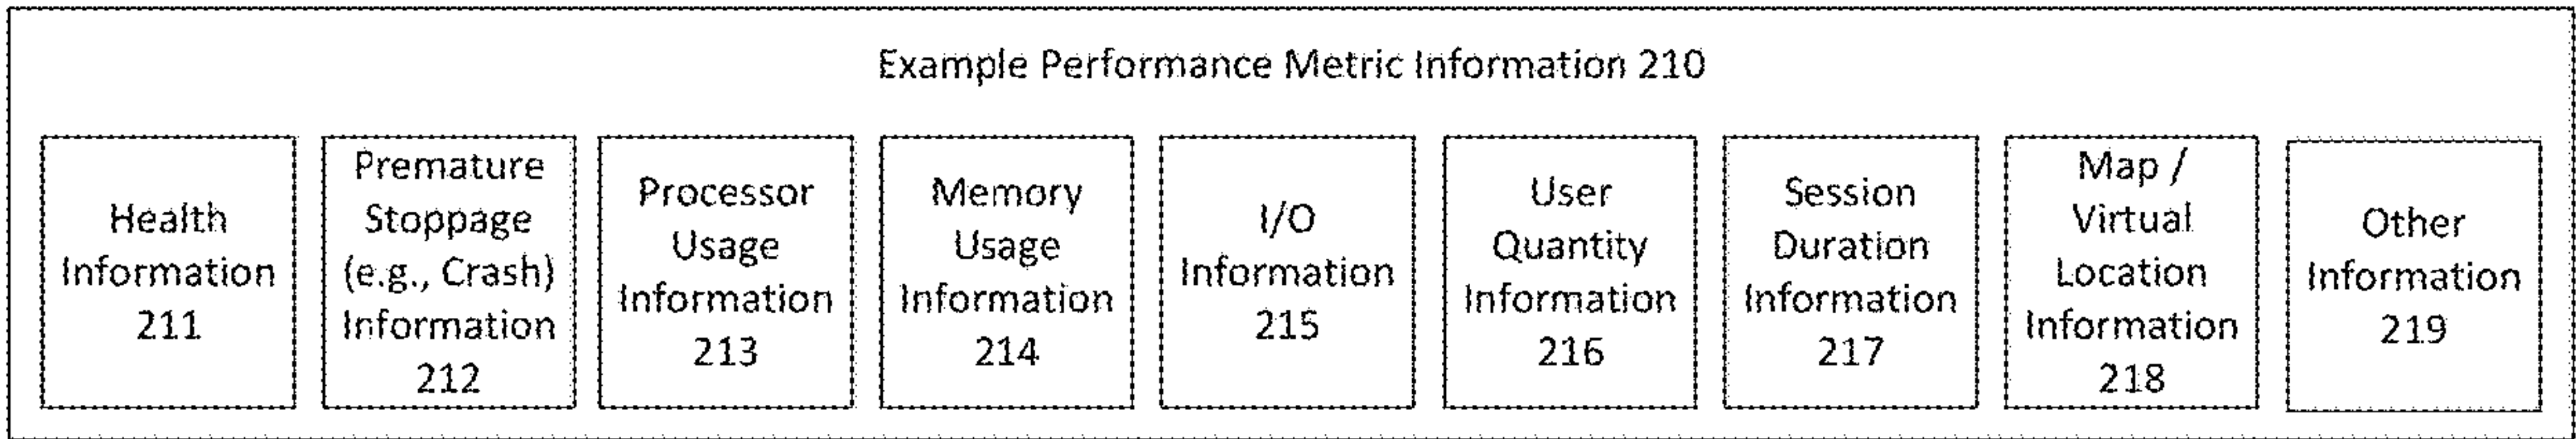 Example Performance Metric Information 210
Health
Information
211
Premature
Stoppage
(e.g., Crash)
Information
212
Processor
Usage
Information
213
Memory
Usage
Information
214
I/O
Information
215
User
Quantity
Information
216
Session
Duration
Information
217
Map /
Virtual
Location
Information
218
Other
Information
219